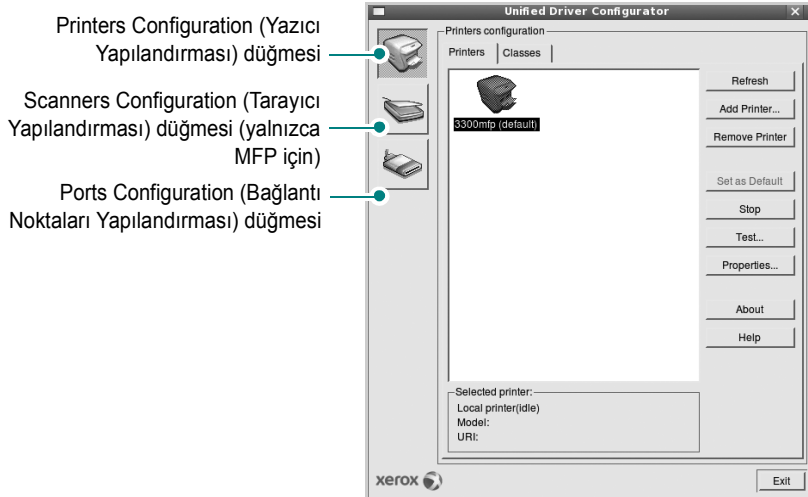 Printers Configuration (Yazıcı
Yapılandırması) düğmesi
Scanners Configuration (Tarayıcı
Yapılandırması) düğmesi (yalnızca
MFP için)
Ports Configuration (Bağlantı
Noktaları Yapılandırması) düğmesi
Unified Driver Configurator
Printers configuration
Printers Classes
3300mfp (default)
Refresh
Add Printer...
Remove Printer
Set as Default
Stop
Test...
Properties...
About
Help
Selected printer:
Local printer(idle)
Model:
URI:
xerox
Exit